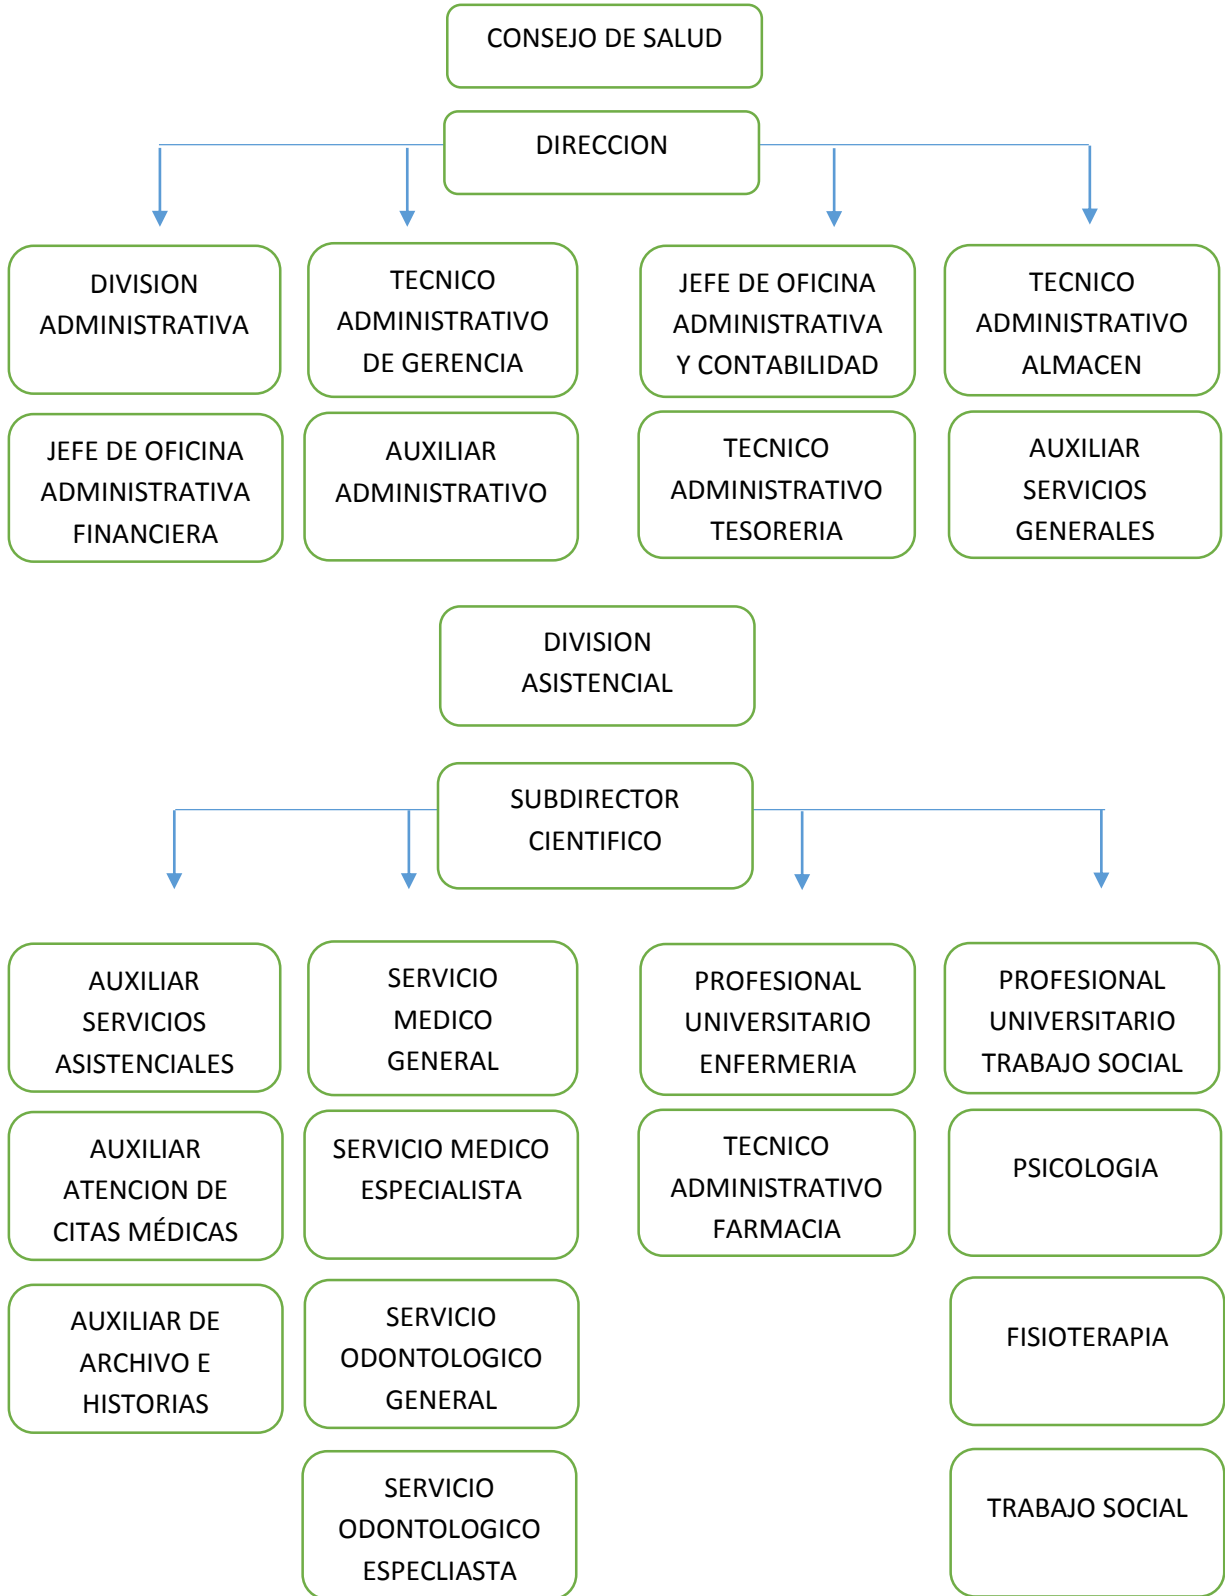 CONSEJO DE SALUD
DIRECCION
DIVISION
ADMINISTRATIVA
TECNICO
ADMINISTRATIVO
DE GERENCIA
JEFE DE OFICINA
ADMINISTRATIVA
Y CONTABILIDAD
TECNICO
ADMINISTRATIVO
ALMACEN
JEFE DE OFICINA
ADMINISTRATIVA
FINANCIERA
AUXILIAR
ADMINISTRATIVO
TECNICO
ADMINISTRATIVO
TESORERIA
AUXILIAR
SERVICIOS
GENERALES
DIVISION
ASISTENCIAL
SUBDIRECTOR
CIENTIFICO
AUXILIAR
SERVICIOS
ASISTENCIALES
SERVICIO
MEDICO
GENERAL
PROFESIONAL
UNIVERSITARIO
ENFERMERIA
PROFESIONAL
UNIVERSITARIO
TRABAJO SOCIAL
AUXILIAR
ATENCION DE
CITAS MÉDICAS
SERVICIO MEDICO
ESPECIALISTA
TECNICO
ADMINISTRATIVO
FARMACIA
PSICOLOGIA
AUXILIAR DE
ARCHIVO E
HISTORIAS
SERVICIO
ODONTOLOGICO
GENERAL
FISIOTERAPIA
SERVICIO
ODONTOLOGICO
ESPECLIASTA
TRABAJO SOCIAL